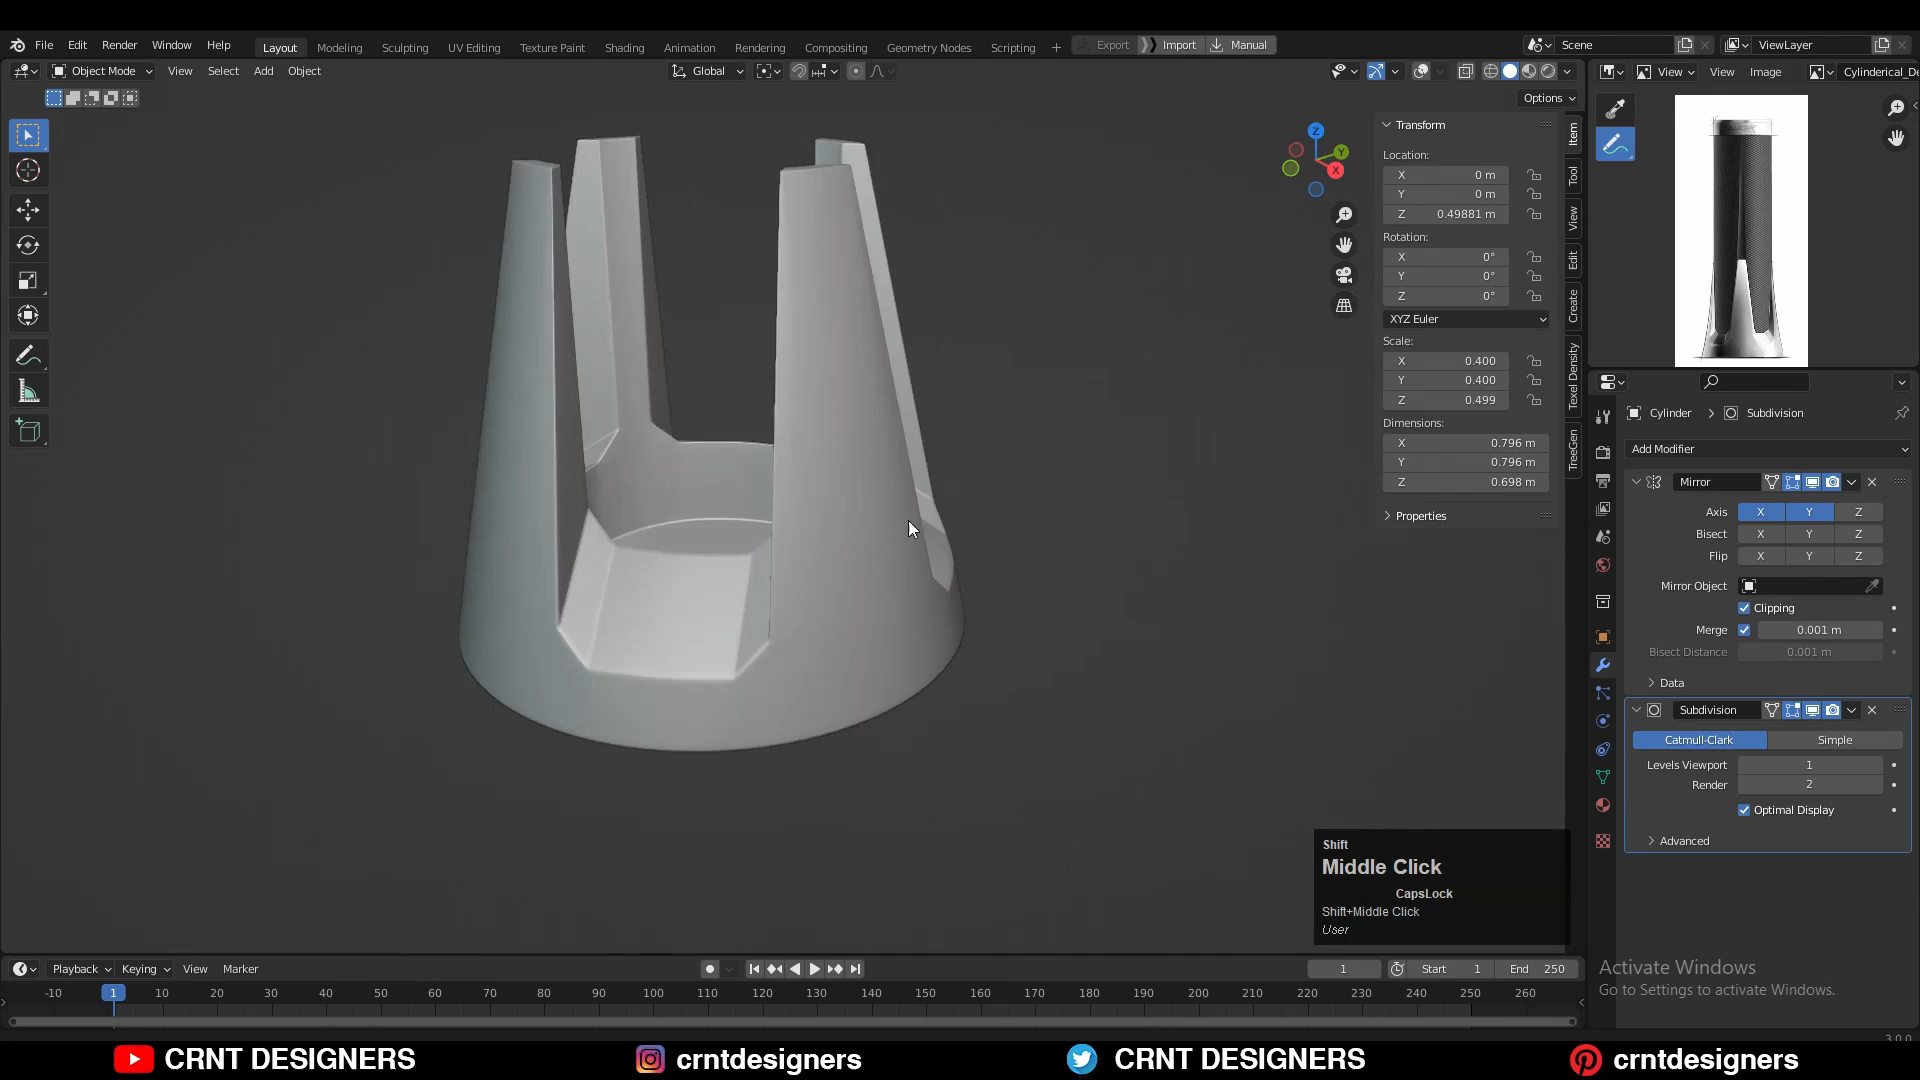 File Edit Render Window Help Layout Modeling Sculpting UV Editing Texture Paint Shading Animation Rendering Compositing Geometry Nodes Scripting + Export Import Manual Scene ViewLayer
Object Mode View Select Add Object Global View View Image Cylinderical_De
Options
Transform
Location:
X 0 m
Y 0 m
Z 0.49881 m
Rotation:
X 0°
Y 0°
Z 0°
XYZ Euler
Scale:
X 0.400
Y 0.400
Z 0.499
Dimensions:
X 0.796 m
Y 0.796 m
Z 0.698 m
Properties
Item
Tool
View
Edit
Create
Texel Density
TreeGen
Z
Y
X
Cylinder Subdivision
Add Modifier
Mirror
Axis X Y Z
Bisect X Y Z
Flip X Y Z
Mirror Object
Clipping
Merge 0.001 m
Bisect Distance 0.001 m
Data
Subdivision
Catmull-Clark Simple
Levels Viewport 1
Render 2
Optimal Display
Advanced
Shift
Middle Click
CapsLock
Shift+Middle Click
User
Activate Windows
Go to Settings to activate Windows.
Playback Keying View Marker 1 Start 1 End 250
-10 1 10 20 30 40 50 60 70 80 90 100 110 120 130 140 150 160 170 180 190 200 210 220 230 240 250 260
3.0.0
CRNT DESIGNERS crntdesigners CRNT DESIGNERS crntdesigners